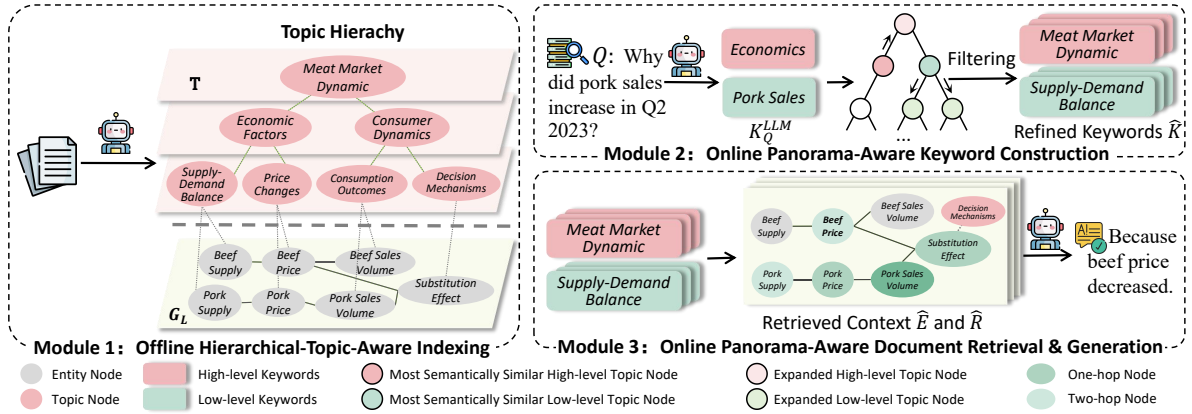 Topic Hierachy
T
Meat Market
Dynamic
Economic
Factors
Consumer
Dynamics
Supply-
Demand
Balance
Price
Changes
Consumption
Outcomes
Decision
Mechanisms
Beef
Supply
Beef
Price
Beef Sales
Volume
Substitution
Effect
Pork
Supply
Pork
Price
Pork Sales
Volume
G_L
Module 1： Offline Hierarchical-Topic-Aware Indexing
Q: Why
did pork sales
increase in Q2
2023?
Economics
Pork Sales
K_Q^LLM
...
Filtering
Meat Market
Dynamic
Supply-Demand
Balance
Refined Keywords K̂
Module 2： Online Panorama-Aware Keyword Construction
Meat Market
Dynamic
Supply-Demand
Balance
Beef
Supply
Beef
Price
Beef Sales
Volume
Decision
Mechanisms
Substitution
Effect
Pork
Supply
Pork
Price
Pork Sales
Volume
Retrieved Context Ê and R̂
AI
Because
beef price
decreased.
Module 3： Online Panorama-Aware Document Retrieval & Generation
Entity Node
High-level Keywords
Most Semantically Similar High-level Topic Node
Expanded High-level Topic Node
One-hop Node
Topic Node
Low-level Keywords
Most Semantically Similar Low-level Topic Node
Expanded Low-level Topic Node
Two-hop Node